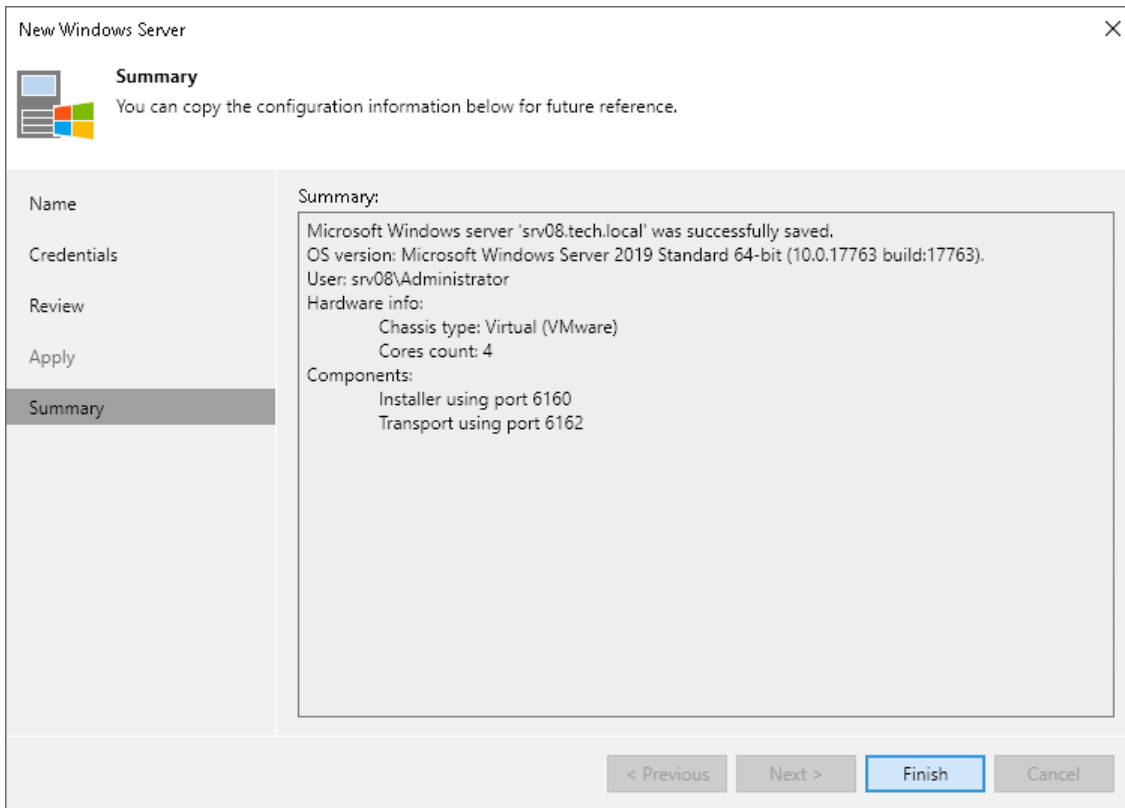 New Windows Server
Summary
You can copy the configuration information below for future reference.
Name
Credentials
Review
Apply
Summary
Summary:
Microsoft Windows server 'srv08.tech.local' was successfully saved.
OS version: Microsoft Windows Server 2019 Standard 64-bit (10.0.17763 build:17763).
User: srv08\Administrator
Hardware info:
Chassis type: Virtual (VMware)
Cores count: 4
Components:
Installer using port 6160
Transport using port 6162
< Previous
Next >
Finish
Cancel